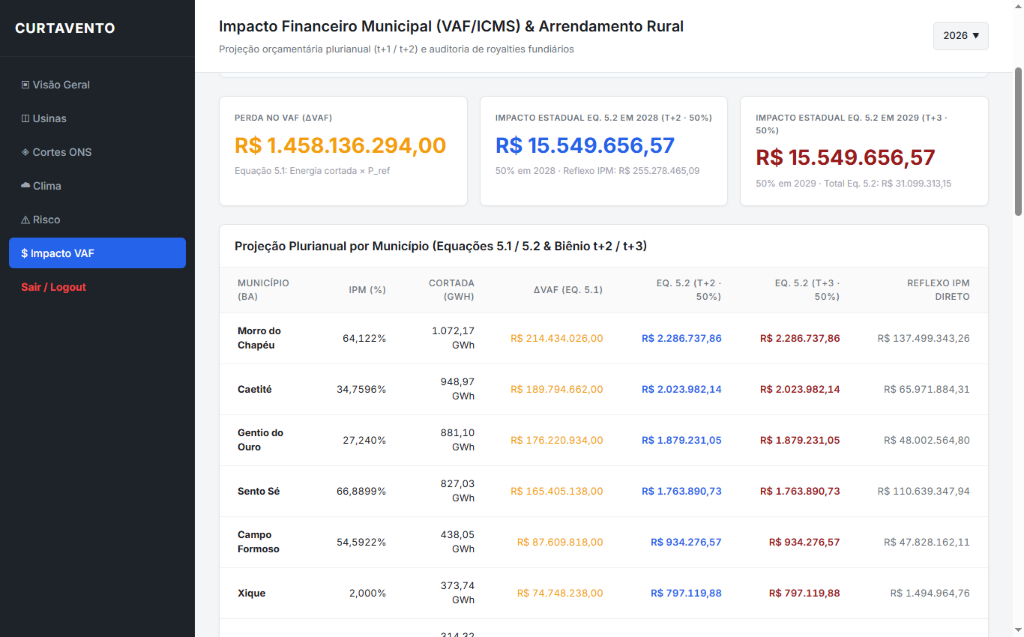 CURTAVENTO
Visão Geral
Usinas
Cortes ONS
Clima
Risco
$ Impacto VAF
Sair / Logout
Impacto Financeiro Municipal (VAF/ICMS) & Arrendamento Rural
Projeção orçamentária plurianual (t+1 / t+2) e auditoria de royalties fundiários
2026 ▼
PERDA NO VAF (ΔVAF)
R$ 1.458.136.294,00
Equação 5.1: Energia cortada × P_ref
IMPACTO ESTADUAL EQ. 5.2 EM 2028 (T+2 · 50%)
R$ 15.549.656,57
50% em 2028 · Reflexo IPM: R$ 255.278.465,09
IMPACTO ESTADUAL EQ. 5.2 EM 2029 (T+3 ·
50%)
R$ 15.549.656,57
50% em 2029 · Total Eq. 5.2: R$ 31.099.313,15
Projeção Plurianual por Município (Equações 5.1 / 5.2 & Biênio t+2 / t+3)
MUNICÍPIO (BA) IPM (%) CORTADA (GWH) ΔVAF (EQ. 5.1) EQ. 5.2 (T+2 · 50%) EQ. 5.2 (T+3 · 50%) REFLEXO IPM DIRETO
Morro do Chapéu 64,122% 1.072,17 GWh R$ 214.434.026,00 R$ 2.286.737,86 R$ 2.286.737,86 R$ 137.499.343,26
Caetité 34,7596% 948,97 GWh R$ 189.794.662,00 R$ 2.023.982,14 R$ 2.023.982,14 R$ 65.971.884,31
Gentio do Ouro 27,240% 881,10 GWh R$ 176.220.934,00 R$ 1.879.231,05 R$ 1.879.231,05 R$ 48.002.564,80
Sento Sé 66,8899% 827,03 GWh R$ 165.405.138,00 R$ 1.763.890,73 R$ 1.763.890,73 R$ 110.639.347,94
Campo Formoso 54,5922% 438,05 GWh R$ 87.609.818,00 R$ 934.276,57 R$ 934.276,57 R$ 47.828.162,11
Xique 2,000% 373,74 GWh R$ 74.748.238,00 R$ 797.119,88 R$ 797.119,88 R$ 1.494.964,76
314,32